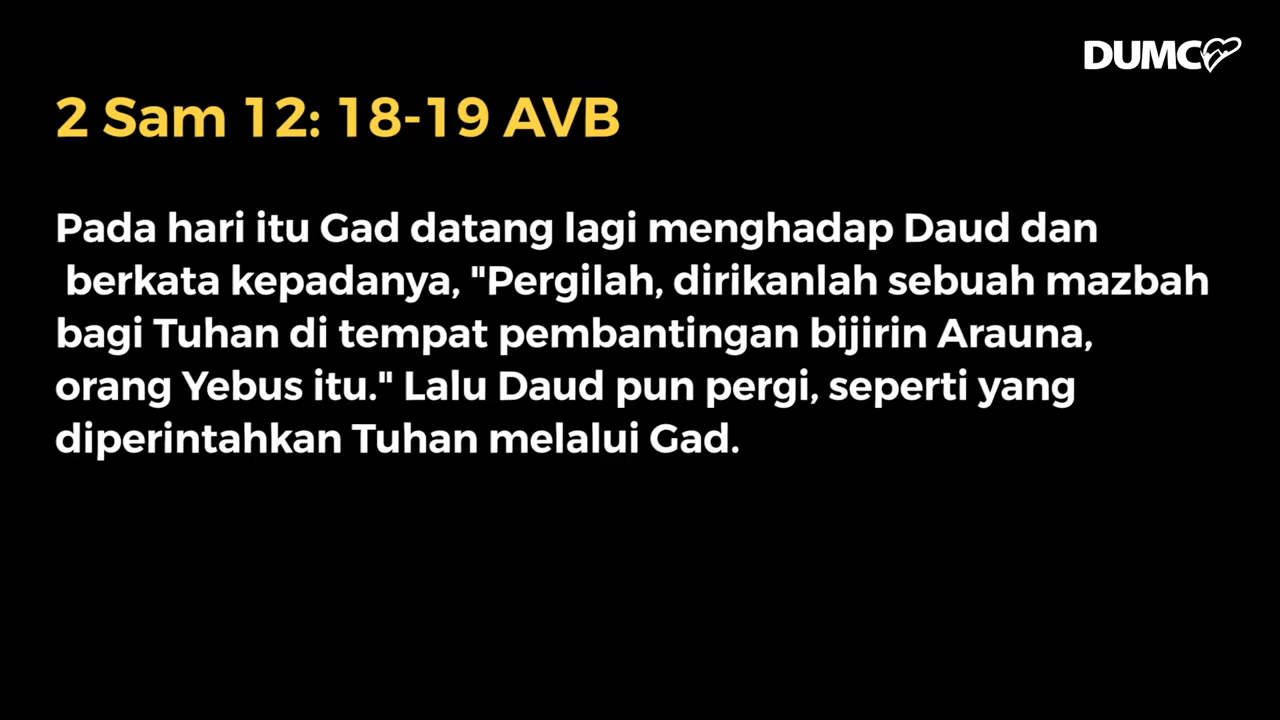 DUMC
2 Sam 12: 18-19 AVB
Pada hari itu Gad datang lagi menghadap Daud dan
berkata kepadanya, "Pergilah, dirikanlah sebuah mazbah
bagi Tuhan di tempat pembantingan bijirin Arauna,
orang Yebus itu." Lalu Daud pun pergi, seperti yang
diperintahkan Tuhan melalui Gad.